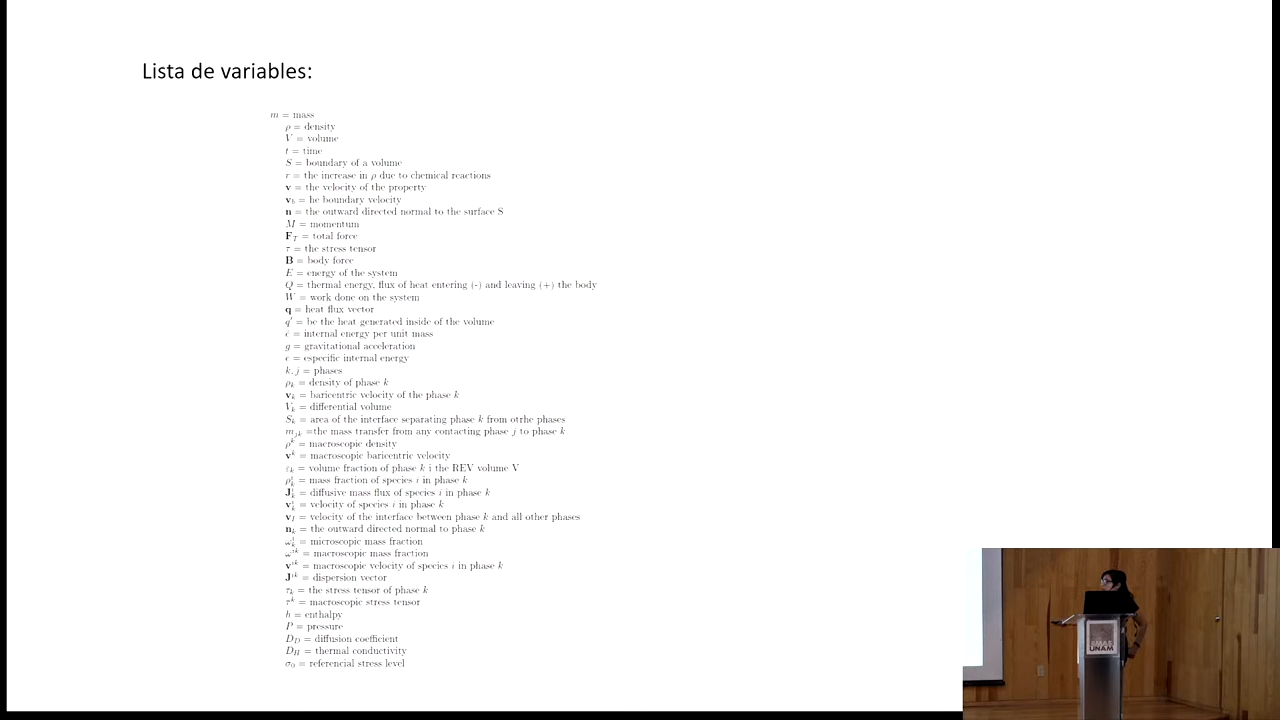 Lista de variables:
m = mass
ρ = density
V = volume
t = time
S = boundary of a volume
r = the increase in ρ due to chemical reactions
v = the velocity of the property
v_b = he boundary velocity
n = the outward directed normal to the surface S
M = momentum
F_T = total force
τ = the stress tensor
B = body force
E = energy of the system
Q = thermal energy, flux of heat entering (-) and leaving (+) the body
W = work done on the system
q = heat flux vector
q' = be the heat generated inside of the volume
ė = internal energy per unit mass
g = gravitational acceleration
e = especific internal energy
k, j = phases
ρ_k = density of phase k
v_k = baricentric velocity of the phase k
V_k = differential volume
S_k = area of the interface separating phase k from otrhe phases
m_jk =the mass transfer from any contacting phase j to phase k
ρ^k = macroscopic density
v^k = macroscopic baricentric velocity
ε_k = volume fraction of phase k i the REV volume V
ρ_k^i = mass fraction of species i in phase k
J_k^i = diffusive mass flux of species i in phase k
v_k^i = velocity of species i in phase k
v_I = velocity of the interface between phase k and all other phases
n_k = the outward directed normal to phase k
ω_k^i = microscopic mass fraction
ω^ik = macroscopic mass fraction
v^ik = macroscopic velocity of species i in phase k
J^ik = dispersion vector
τ_k = the stress tensor of phase k
τ^k = macroscopic stress tensor
h = enthalpy
P = pressure
D_D = diffusion coefficient
D_H = thermal conductivity
σ_0 = referencial stress level
UNAM